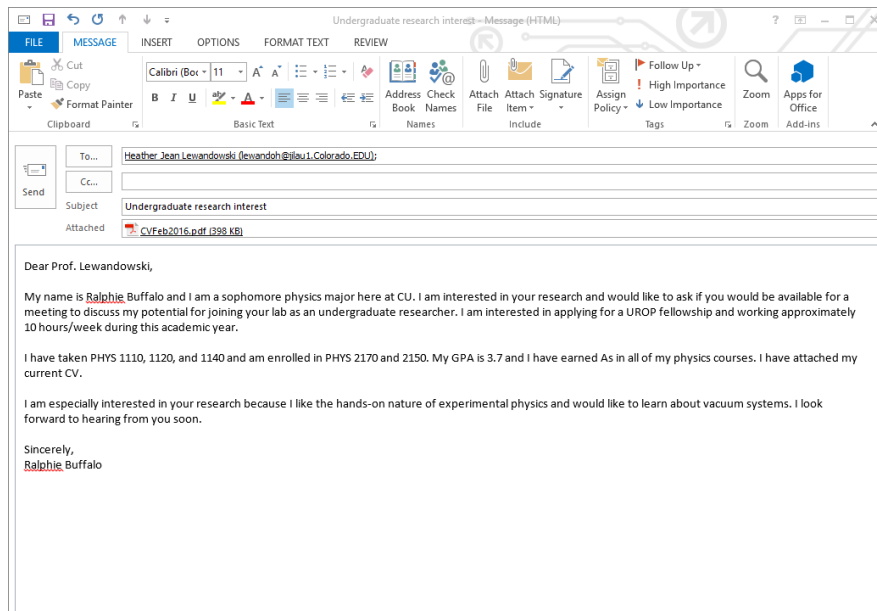 Undergraduate research interest - Message (HTML)
?
FILE MESSAGE INSERT OPTIONS FORMAT TEXT REVIEW
Paste
Cut
Copy
Format Painter
Clipboard
Calibri (Boc 11 A A
B I U aby A
Basic Text
Address Book
Check Names
Names
Attach File
Attach Item
Signature
Include
Assign Policy
Follow Up
High Importance
Low Importance
Tags
Zoom
Zoom
Apps for Office
Add-ins
Send
To... Heather Jean Lewandowski (lewandoh@jilau1.Colorado.EDU);
Cc...
Subject Undergraduate research interest
Attached CVFeb2016.pdf (398 KB)
Dear Prof. Lewandowski,
My name is Ralphie Buffalo and I am a sophomore physics major here at CU. I am interested in your research and would like to ask if you would be available for a
meeting to discuss my potential for joining your lab as an undergraduate researcher. I am interested in applying for a UROP fellowship and working approximately
10 hours/week during this academic year.
I have taken PHYS 1110, 1120, and 1140 and am enrolled in PHYS 2170 and 2150. My GPA is 3.7 and I have earned As in all of my physics courses. I have attached my
current CV.
I am especially interested in your research because I like the hands-on nature of experimental physics and would like to learn about vacuum systems. I look
forward to hearing from you soon.
Sincerely,
Ralphie Buffalo